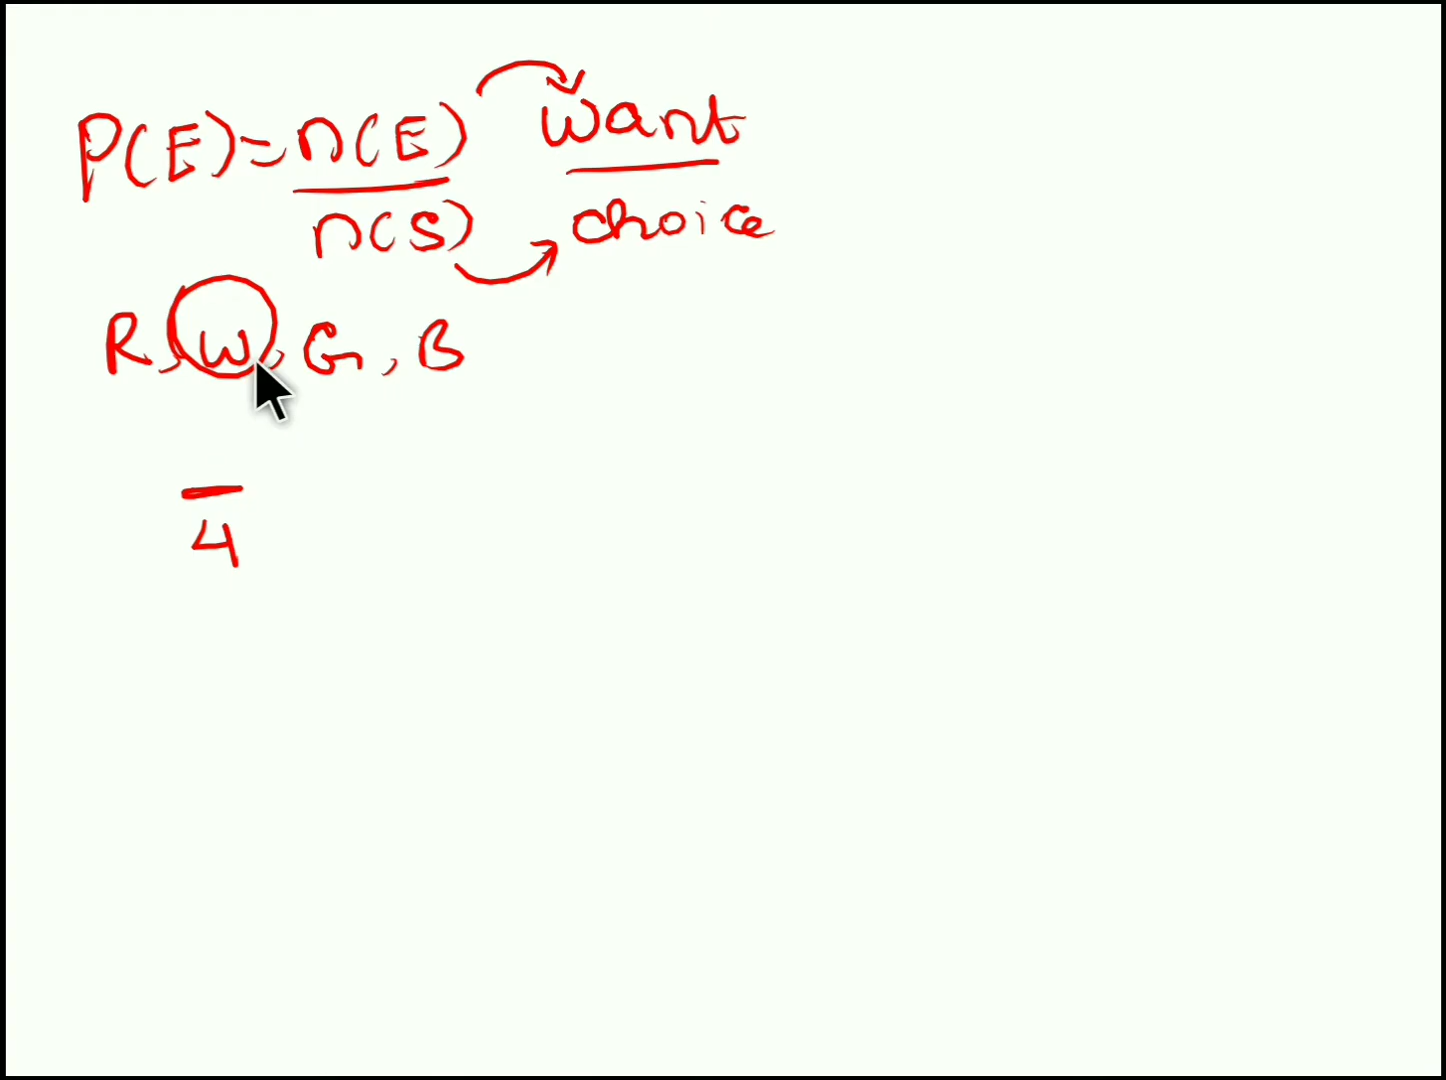 P(E)=n(E) want
n(S) choice
R, W, G, B
4